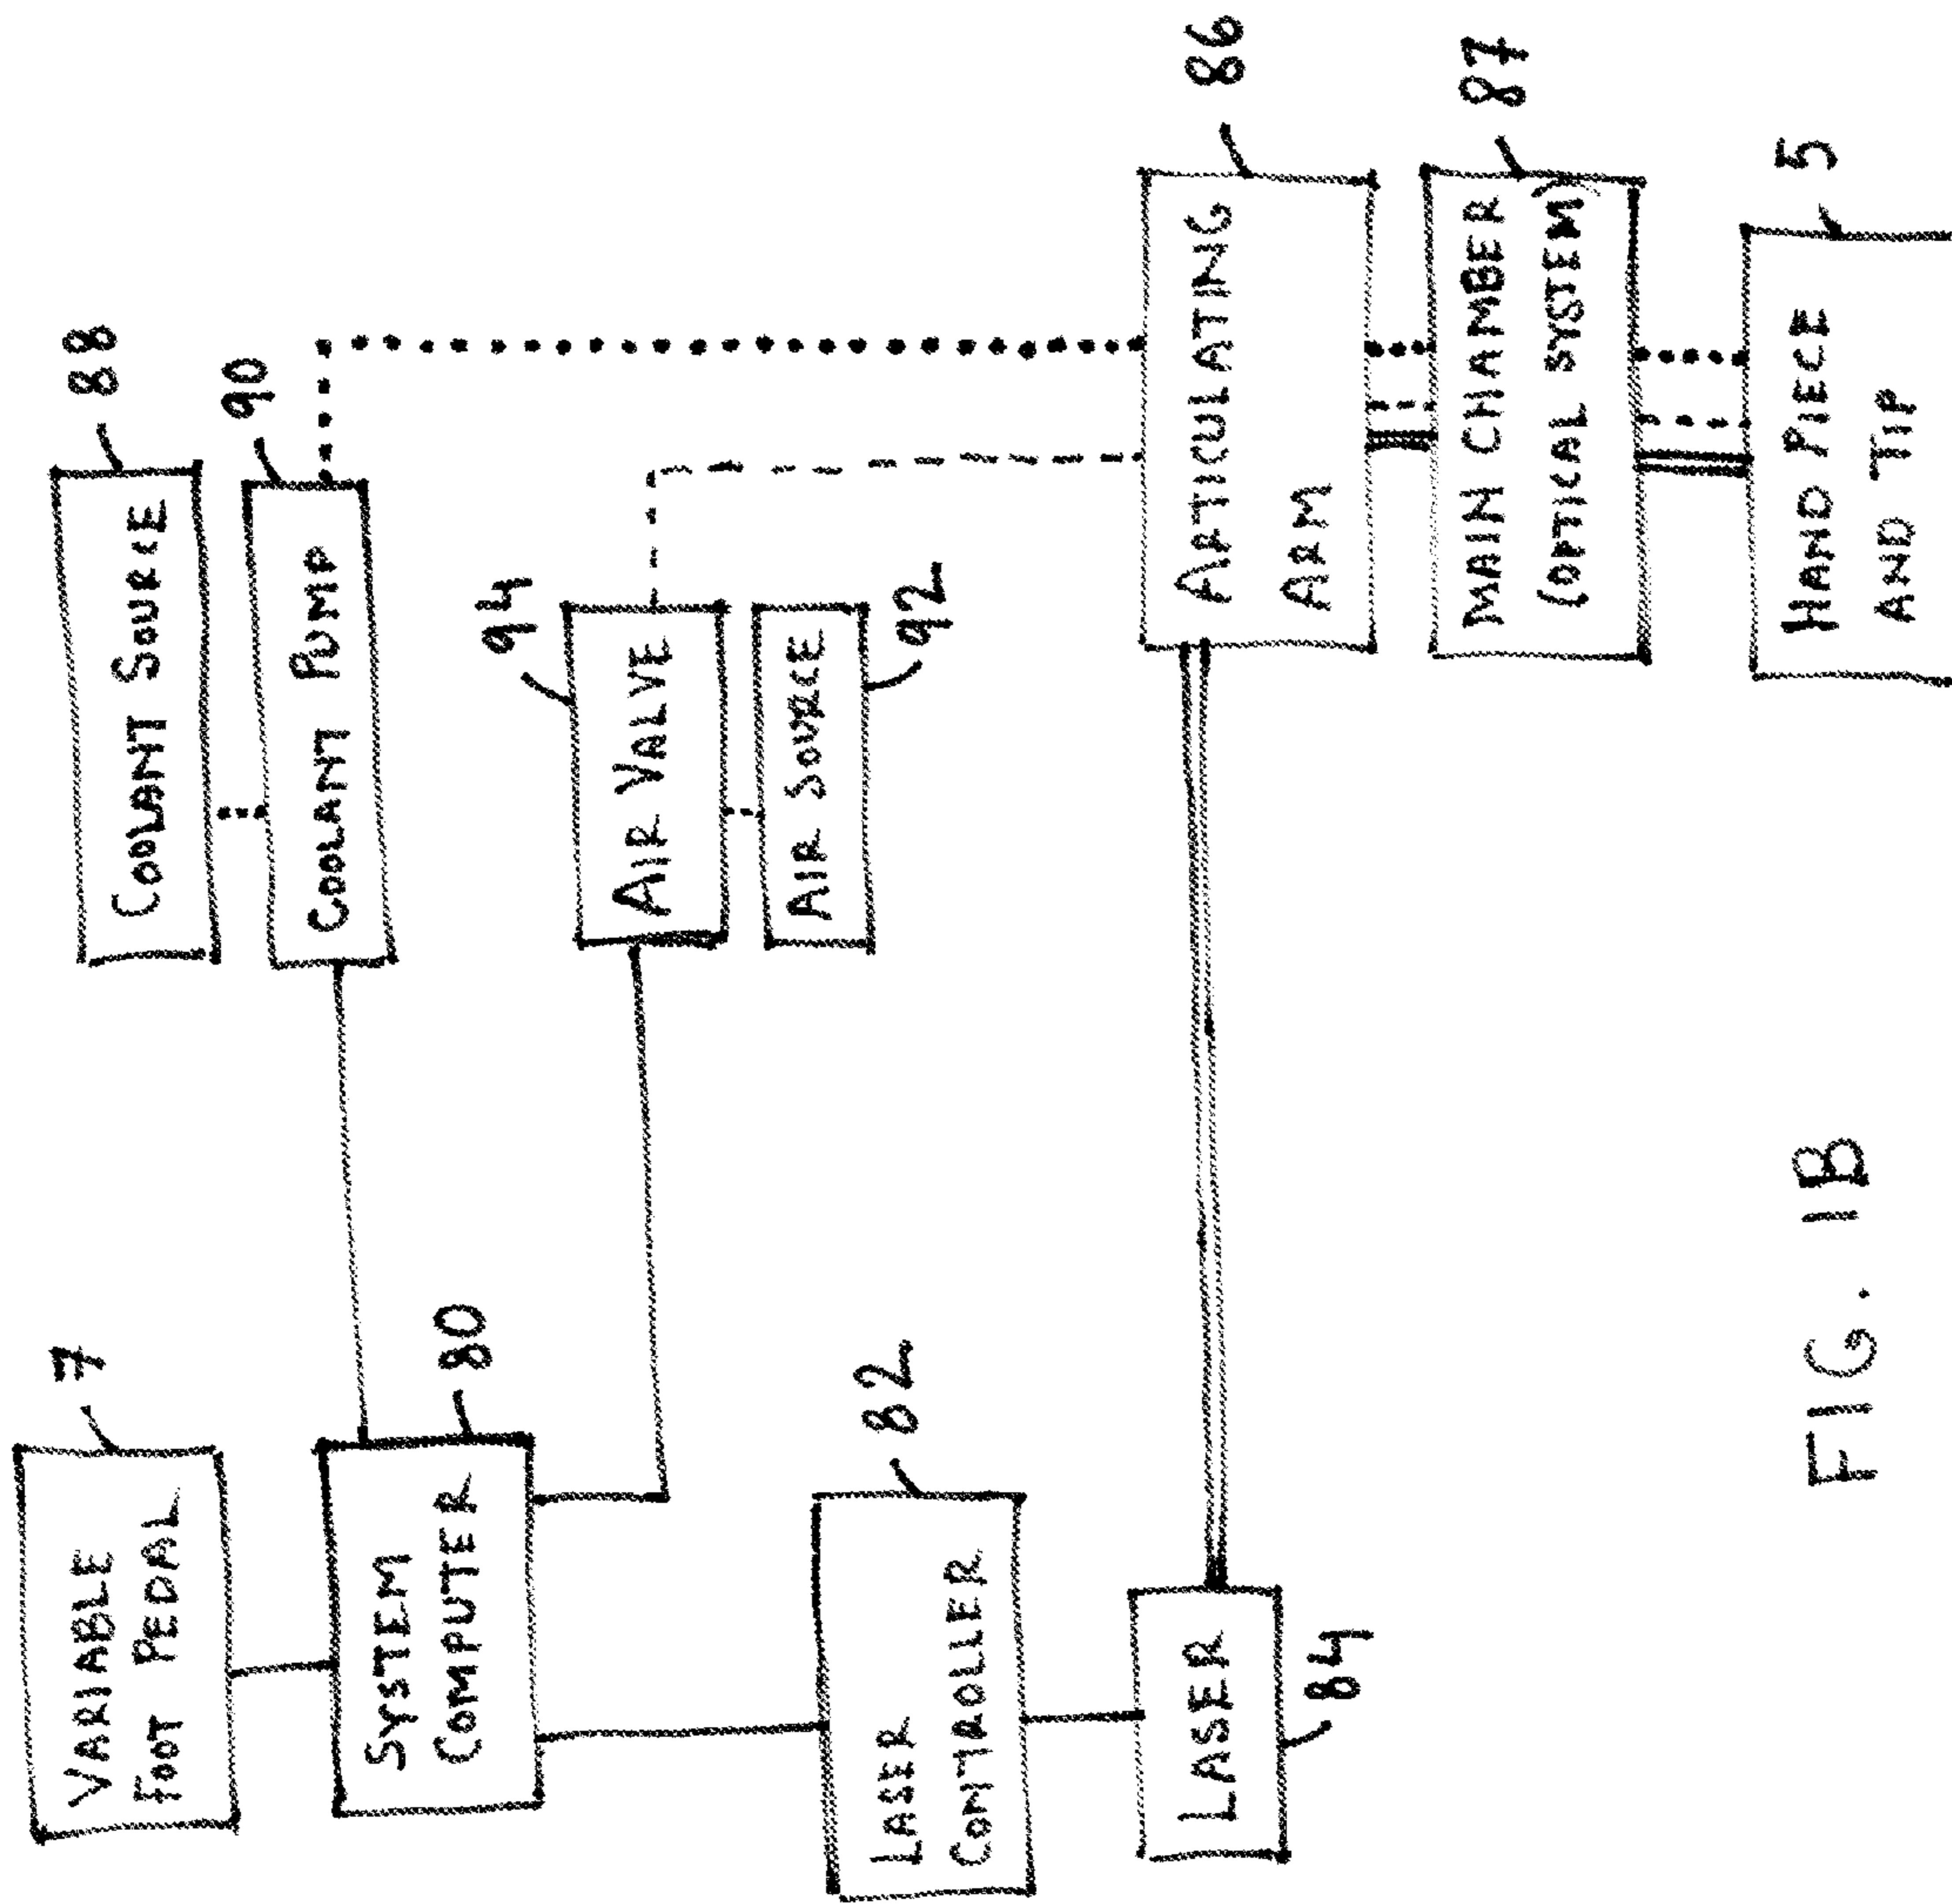 VARIABLE
FOOT PEDAL
7
COOLANT SOURCE
88
SYSTEM
COMPUTER
80
COOLANT PUMP
90
94
AIR VALVE
AIR SOURCE
92
LASER
CONTROLLER
82
LASER
84
ARTICULATING
ARM
86
MAIN CHAMBER
(OPTICAL SYSTEM)
87
HAND PIECE
AND TIP
5
FIG. 1B